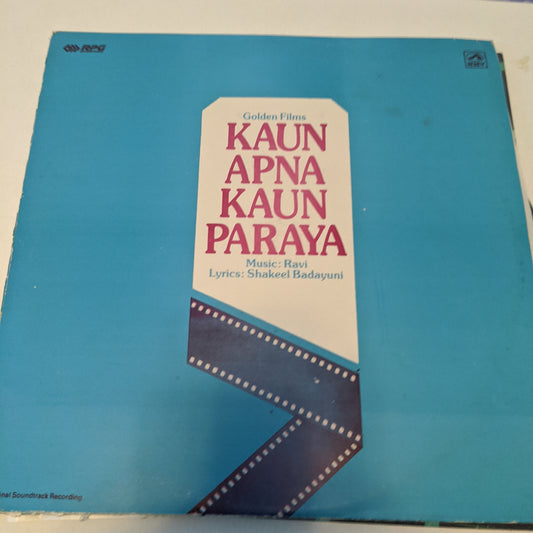 RPG
Golden Films
KAUN
APNA
KAUN
PARAYA
Music: Ravi
Lyrics: Shakeel Badayuni
inal Soundtrack Recording